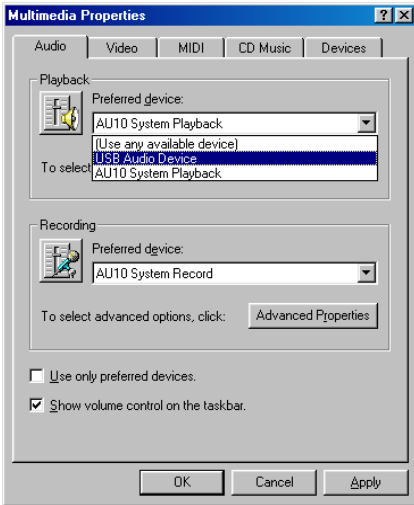 Multimedia Properties
Audio Video MIDI CD Music Devices
Playback
Preferred device:
AU10 System Playback
(Use any available device)
USB Audio Device
AU10 System Playback
To select
Recording
Preferred device:
AU10 System Record
To select advanced options, click: Advanced Properties
Use only preferred devices.
Show volume control on the taskbar.
OK Cancel Apply